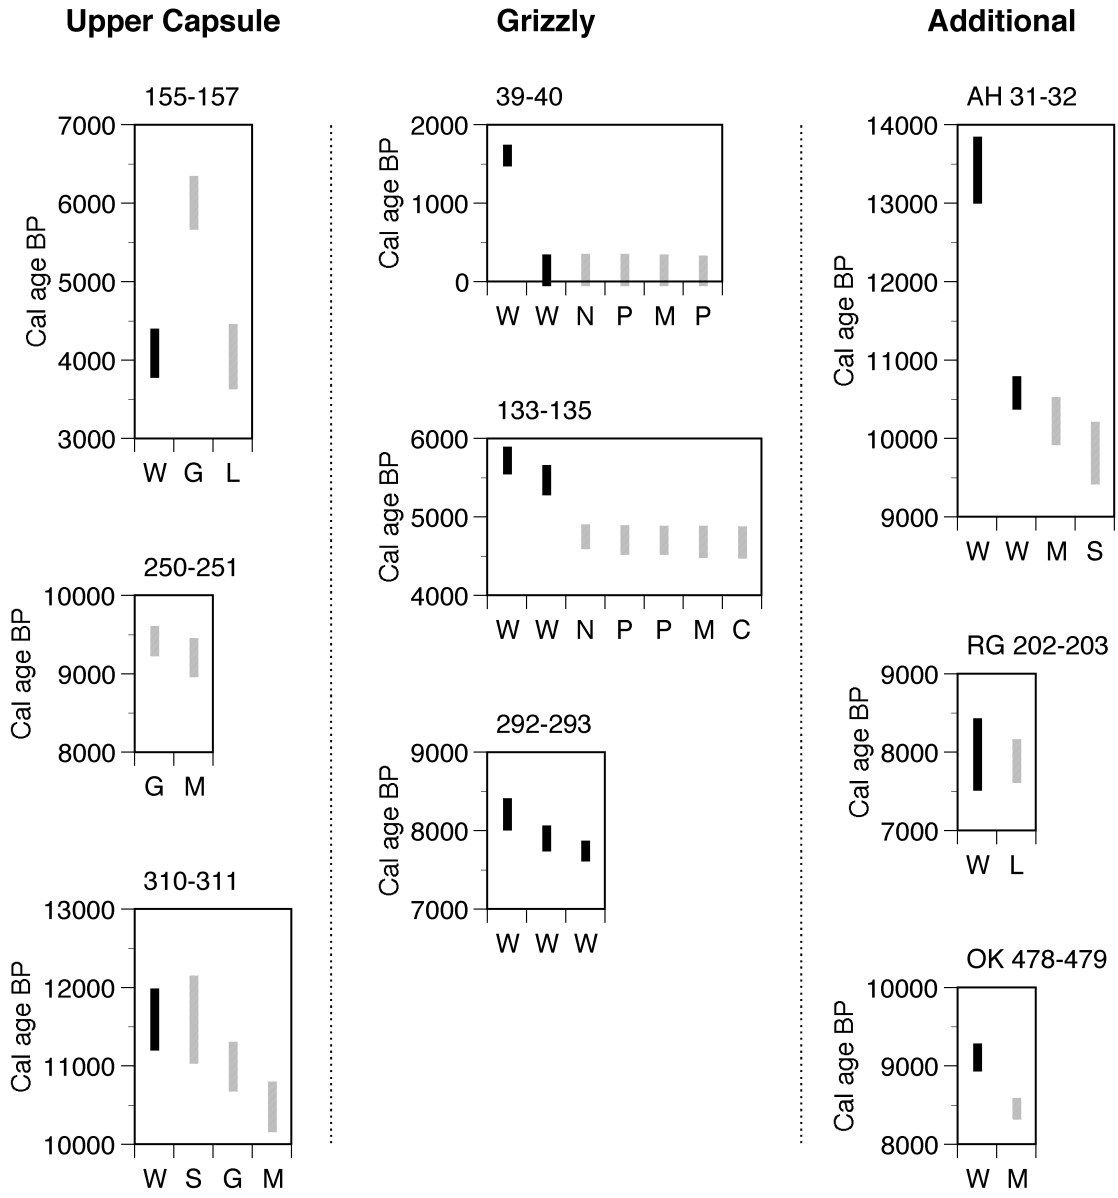 Upper Capsule
155-157
7000
6000
5000
4000
3000
Cal age BP
W G L
250-251
10000
9000
8000
Cal age BP
G M
310-311
13000
12000
11000
10000
Cal age BP
W S G M
Grizzly
39-40
2000
1000
0
Cal age BP
W W N P M P
133-135
6000
5000
4000
Cal age BP
W W N P P M C
292-293
9000
8000
7000
Cal age BP
W W W
Additional
AH 31-32
14000
13000
12000
11000
10000
9000
Cal age BP
W W M S
RG 202-203
9000
8000
7000
Cal age BP
W L
OK 478-479
10000
9000
8000
Cal age BP
W M